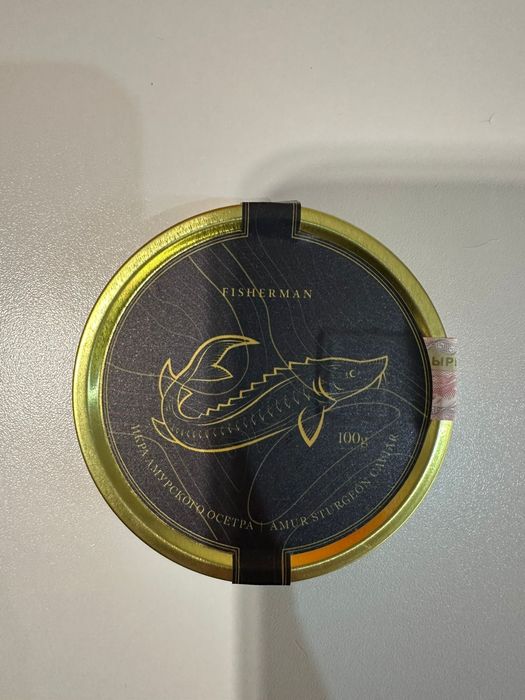 FISHERMAN
100g
ИКРА АМУРСКОГО ОСЕТРА | AMUR STURGEON CAVIAR